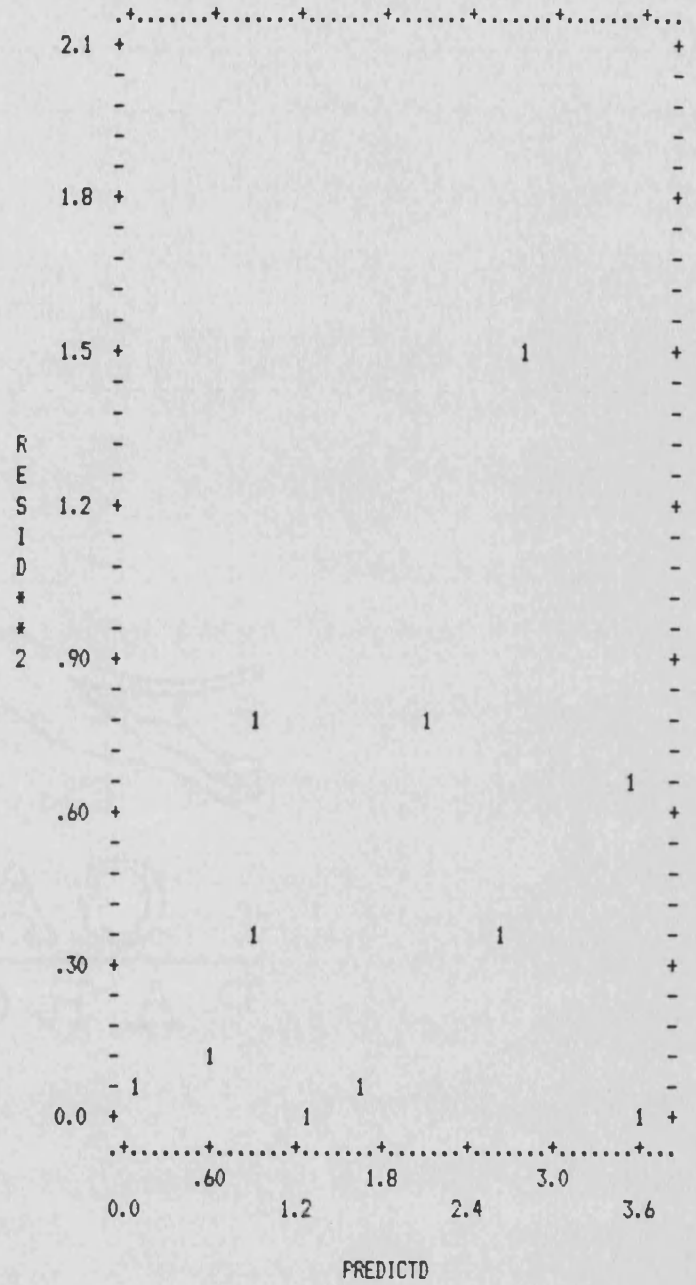 .+.........+.........+.........+.........+.........+.........+...
2.1 + +
- -
- -
- -
- -
1.8 + +
- -
- -
- -
- -
1.5 + 1 +
- -
- -
R - -
E - -
S 1.2 + +
I - -
D - -
* - -
* - -
2 .90 + +
- -
- 1 1 -
- -
- 1 -
.60 + +
- -
- -
- -
- 1 1 -
.30 + +
- -
- -
- 1 -
- 1 1 -
0.0 + 1 1 +
.+.........+.........+.........+.........+.........+.........+...
.60 1.8 3.0
0.0 1.2 2.4 3.6
PREDICTD